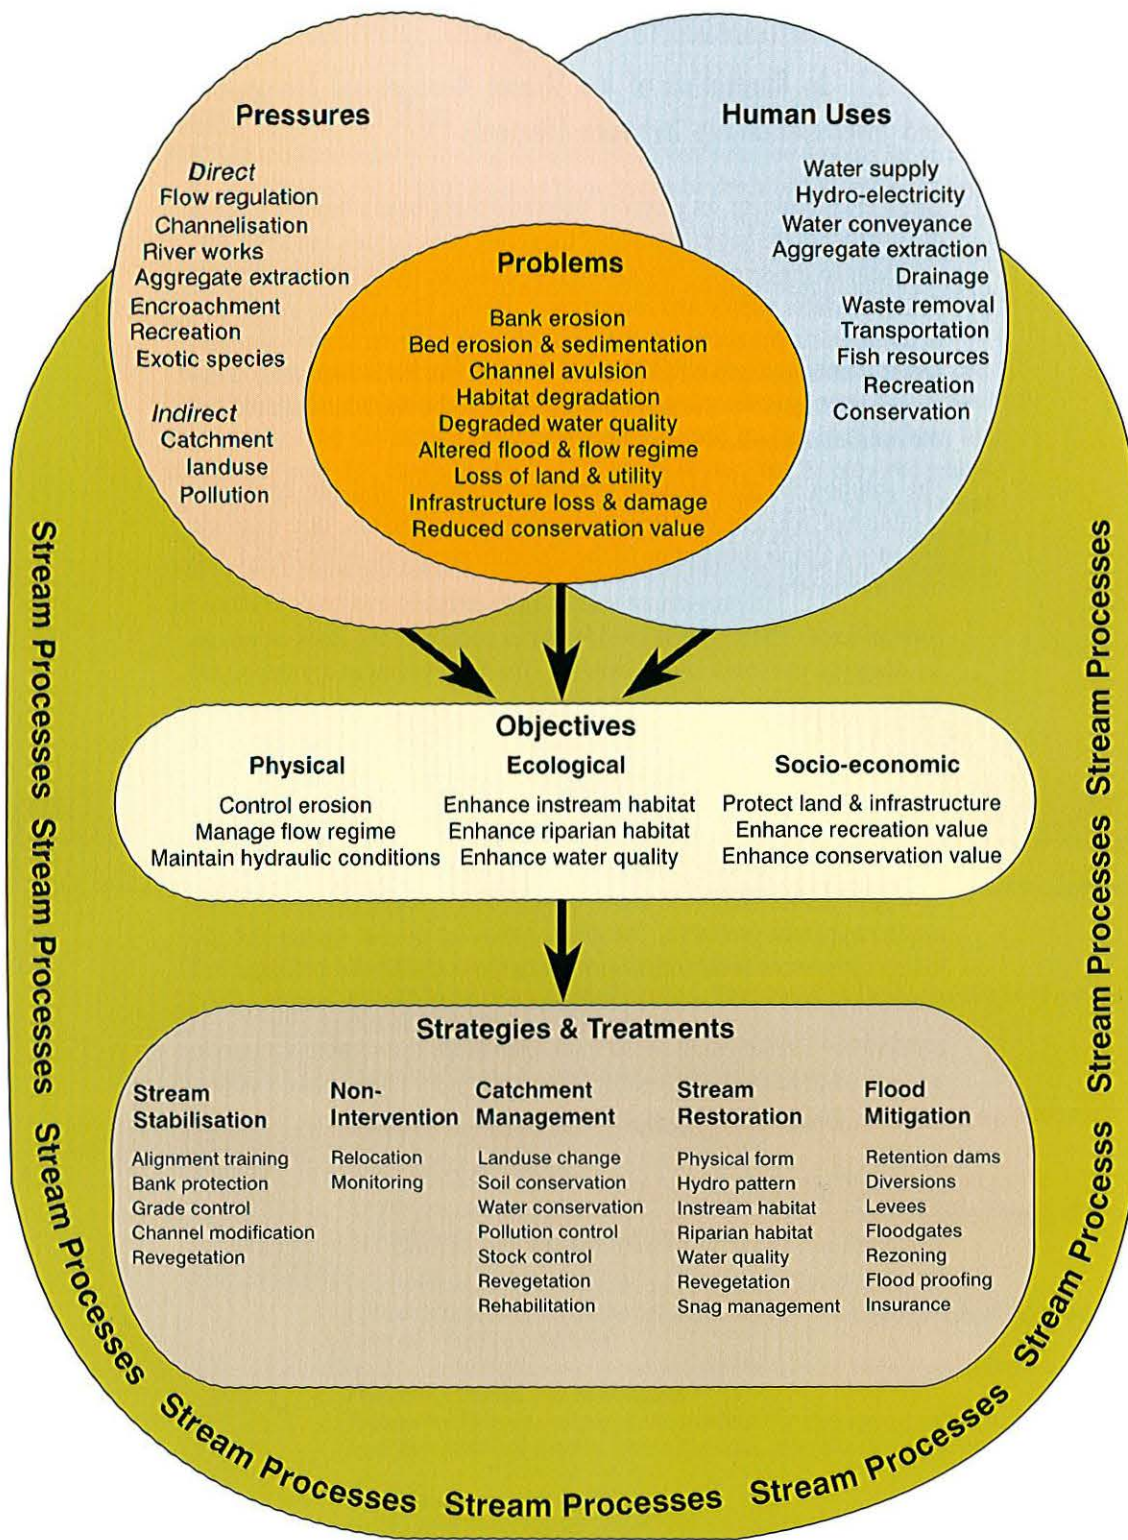 Pressures
Direct
Flow regulation
Channelisation
River works
Aggregate extraction
Encroachment
Recreation
Exotic species
Indirect
Catchment
landuse
Pollution
Human Uses
Water supply
Hydro-electricity
Water conveyance
Aggregate extraction
Drainage
Waste removal
Transportation
Fish resources
Recreation
Conservation
Problems
Bank erosion
Bed erosion & sedimentation
Channel avulsion
Habitat degradation
Degraded water quality
Altered flood & flow regime
Loss of land & utility
Infrastructure loss & damage
Reduced conservation value
Objectives
Physical
Control erosion
Manage flow regime
Maintain hydraulic conditions
Ecological
Enhance instream habitat
Enhance riparian habitat
Enhance water quality
Socio-economic
Protect land & infrastructure
Enhance recreation value
Enhance conservation value
Strategies & Treatments
Stream
Stabilisation
Alignment training
Bank protection
Grade control
Channel modification
Revegetation
Non-
Intervention
Relocation
Monitoring
Catchment
Management
Landuse change
Soil conservation
Water conservation
Pollution control
Stock control
Revegetation
Rehabilitation
Stream
Restoration
Physical form
Hydro pattern
Instream habitat
Riparian habitat
Water quality
Revegetation
Snag management
Flood
Mitigation
Retention dams
Diversions
Levees
Floodgates
Rezoning
Flood proofing
Insurance
Stream Processes
Stream Processes
Stream Processes
Stream Processes
Stream Processes
Stream Processes
Stream Processss
Stream Processes
Stream Processes